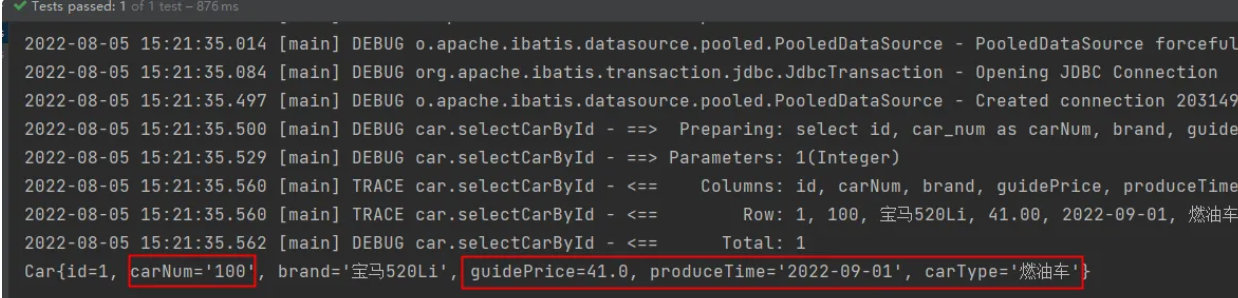 Tests passed: 1 of 1 test – 876 ms
2022-08-05 15:21:35.014 [main] DEBUG o.apache.ibatis.datasource.pooled.PooledDataSource - PooledDataSource forceful
2022-08-05 15:21:35.084 [main] DEBUG org.apache.ibatis.transaction.jdbc.JdbcTransaction - Opening JDBC Connection
2022-08-05 15:21:35.497 [main] DEBUG o.apache.ibatis.datasource.pooled.PooledDataSource - Created connection 203149
2022-08-05 15:21:35.500 [main] DEBUG car.selectCarById - ==>  Preparing: select id, car_num as carNum, brand, guide
2022-08-05 15:21:35.529 [main] DEBUG car.selectCarById - ==> Parameters: 1(Integer)
2022-08-05 15:21:35.560 [main] TRACE car.selectCarById - <==    Columns: id, carNum, brand, guidePrice, produceTime
2022-08-05 15:21:35.560 [main] TRACE car.selectCarById - <==        Row: 1, 100, 宝马520Li, 41.00, 2022-09-01, 燃油车
2022-08-05 15:21:35.562 [main] DEBUG car.selectCarById - <==      Total: 1
Car{id=1, carNum='100', brand='宝马520Li', guidePrice=41.0, produceTime='2022-09-01', carType='燃油车'}